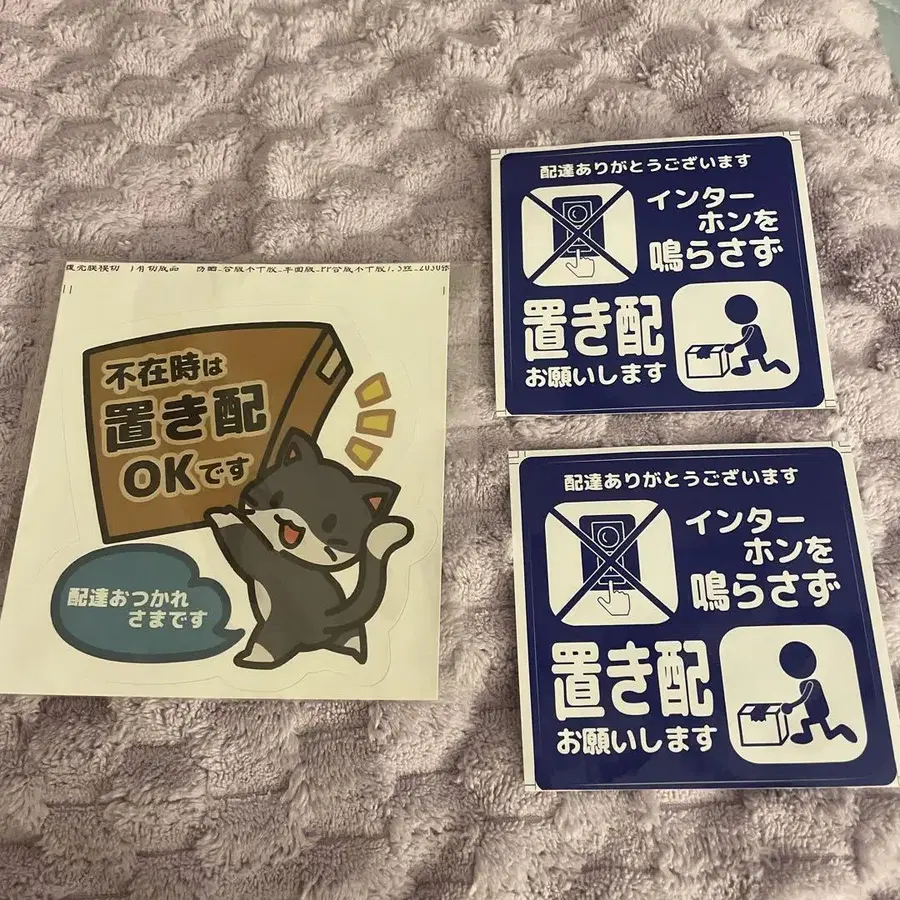 不在時は
置き配
OKです
配達おつかれ
さまです
配達ありがとうございます
インター
ホンを
鳴らさず
置き配
お願いします
配達ありがとうございます
インター
ホンを
鳴らさず
置き配
お願いします